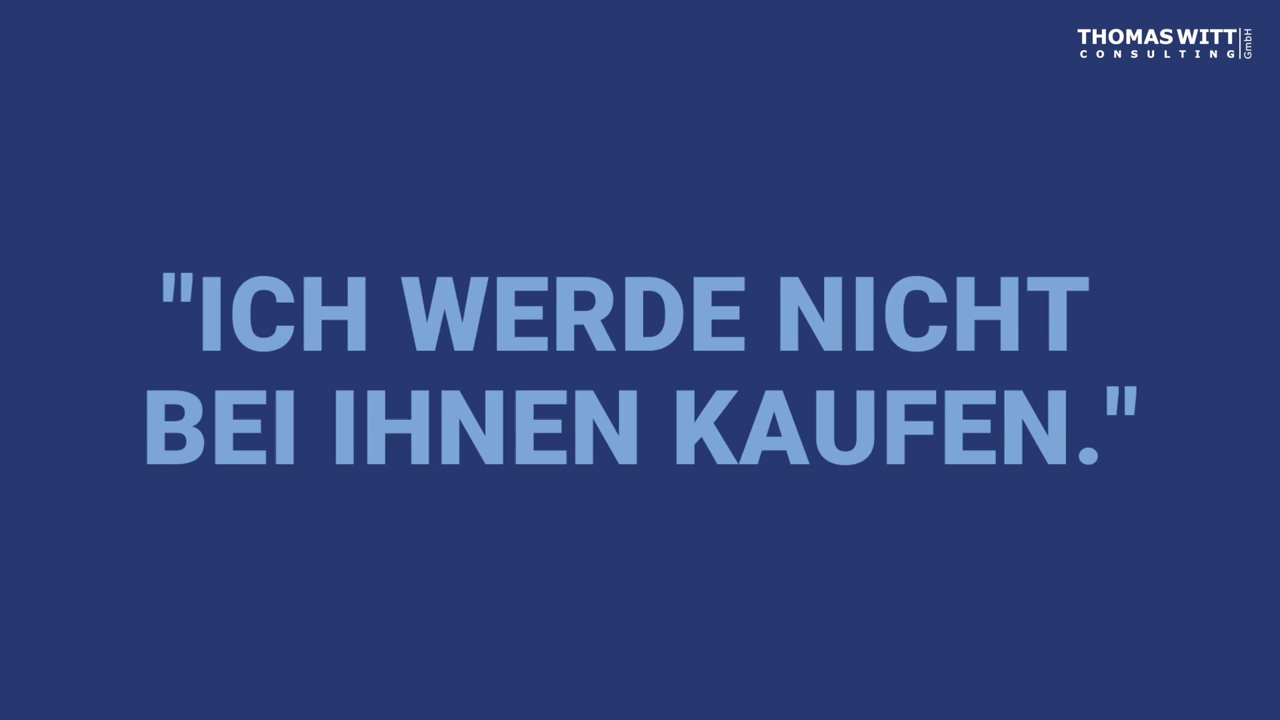 THOMAS WITT
CONSULTING
GmbH
"ICH WERDE NICHT
BEI IHNEN KAUFEN."